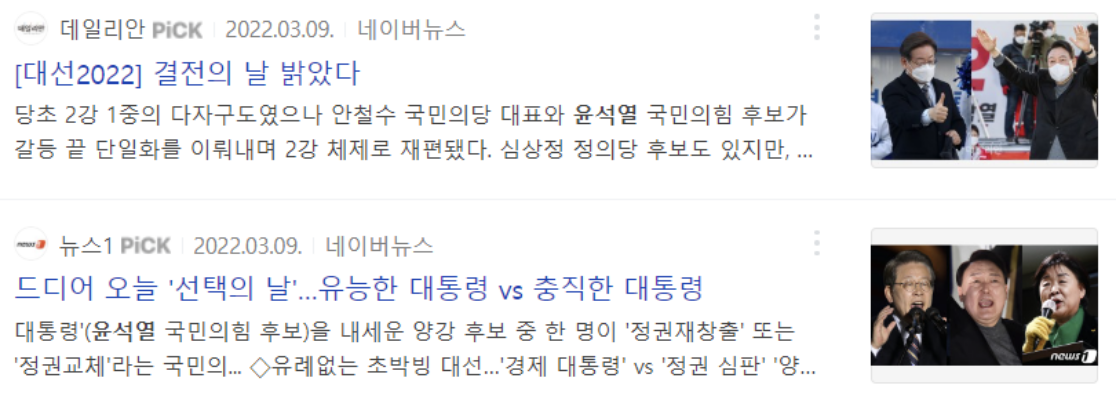 데일리안 PiCK 2022.03.09. 네이버뉴스
[대선2022] 결전의 날 밝았다
당초 2강 1중의 다자구도였으나 안철수 국민의당 대표와 윤석열 국민의힘 후보가
갈등 끝 단일화를 이뤄내며 2강 체제로 재편됐다. 심상정 정의당 후보도 있지만, ...
news1 뉴스1 PiCK 2022.03.09. 네이버뉴스
드디어 오늘 '선택의 날'...유능한 대통령 vs 충직한 대통령
대통령'(윤석열 국민의힘 후보)을 내세운 양강 후보 중 한 명이 '정권재창출' 또는
'정권교체'라는 국민의... ◇유례없는 초박빙 대선...'경제 대통령' vs '정권 심판' '양...
news1